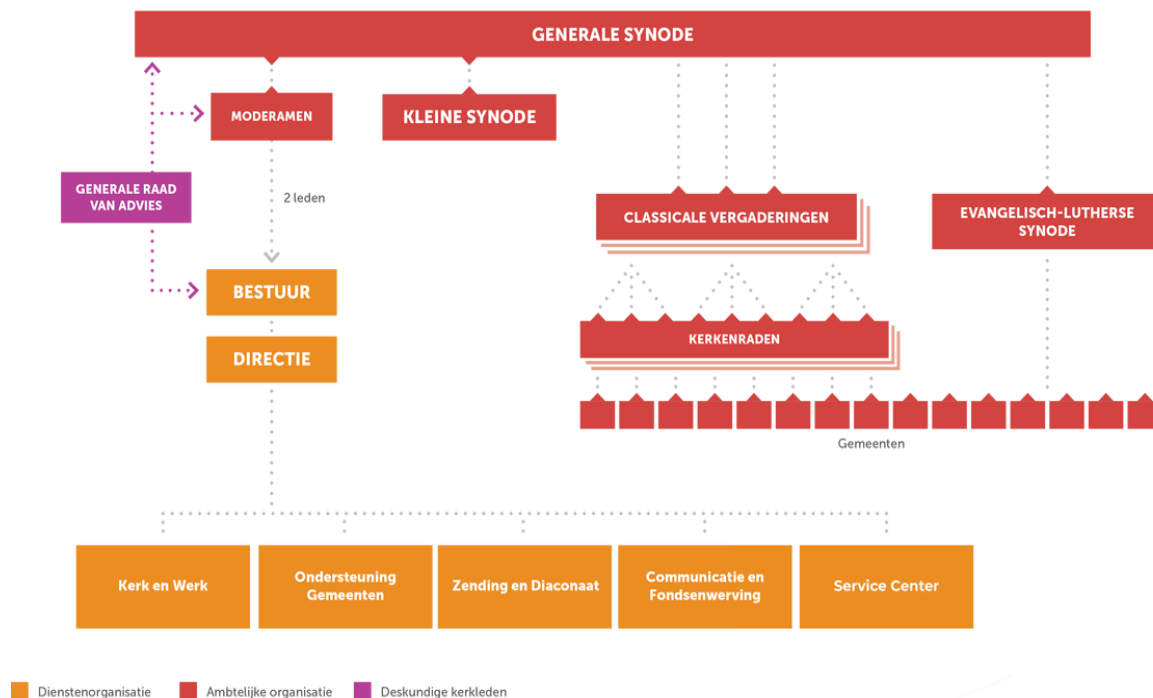 GENERALE SYNODE
MODERAMEN
KLEINE SYNODE
GENERALE RAAD
VAN ADVIES
2 leden
CLASSICALE VERGADERINGEN
EVANGELISCH-LUTHERSE
SYNODE
BESTUUR
KERKENRADEN
DIRECTIE
Gemeenten
Kerk en Werk
Ondersteuning
Gemeenten
Zending en Diaconaat
Communicatie en
Fondsenwerving
Service Center
Dienstenorganisatie
Ambtelijke organisatie
Deskundige kerkleden